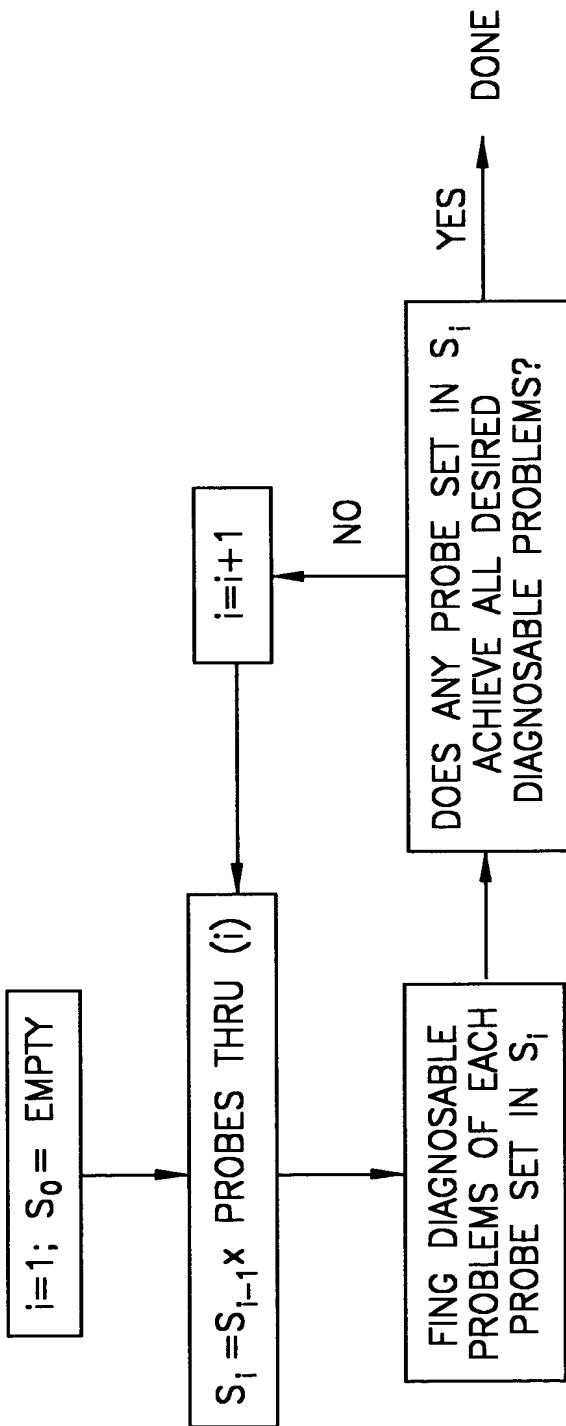 i=1; S₀ = EMPTY
Sᵢ =Sᵢ₋₁x PROBES THRU (i)
FING DIAGNOSABLE
PROBLEMS OF EACH
PROBE SET IN Sᵢ
DOES ANY PROBE SET IN Sᵢ
ACHIEVE ALL DESIRED
DIAGNOSABLE PROBLEMS?
NO
i=i+1
YES
DONE